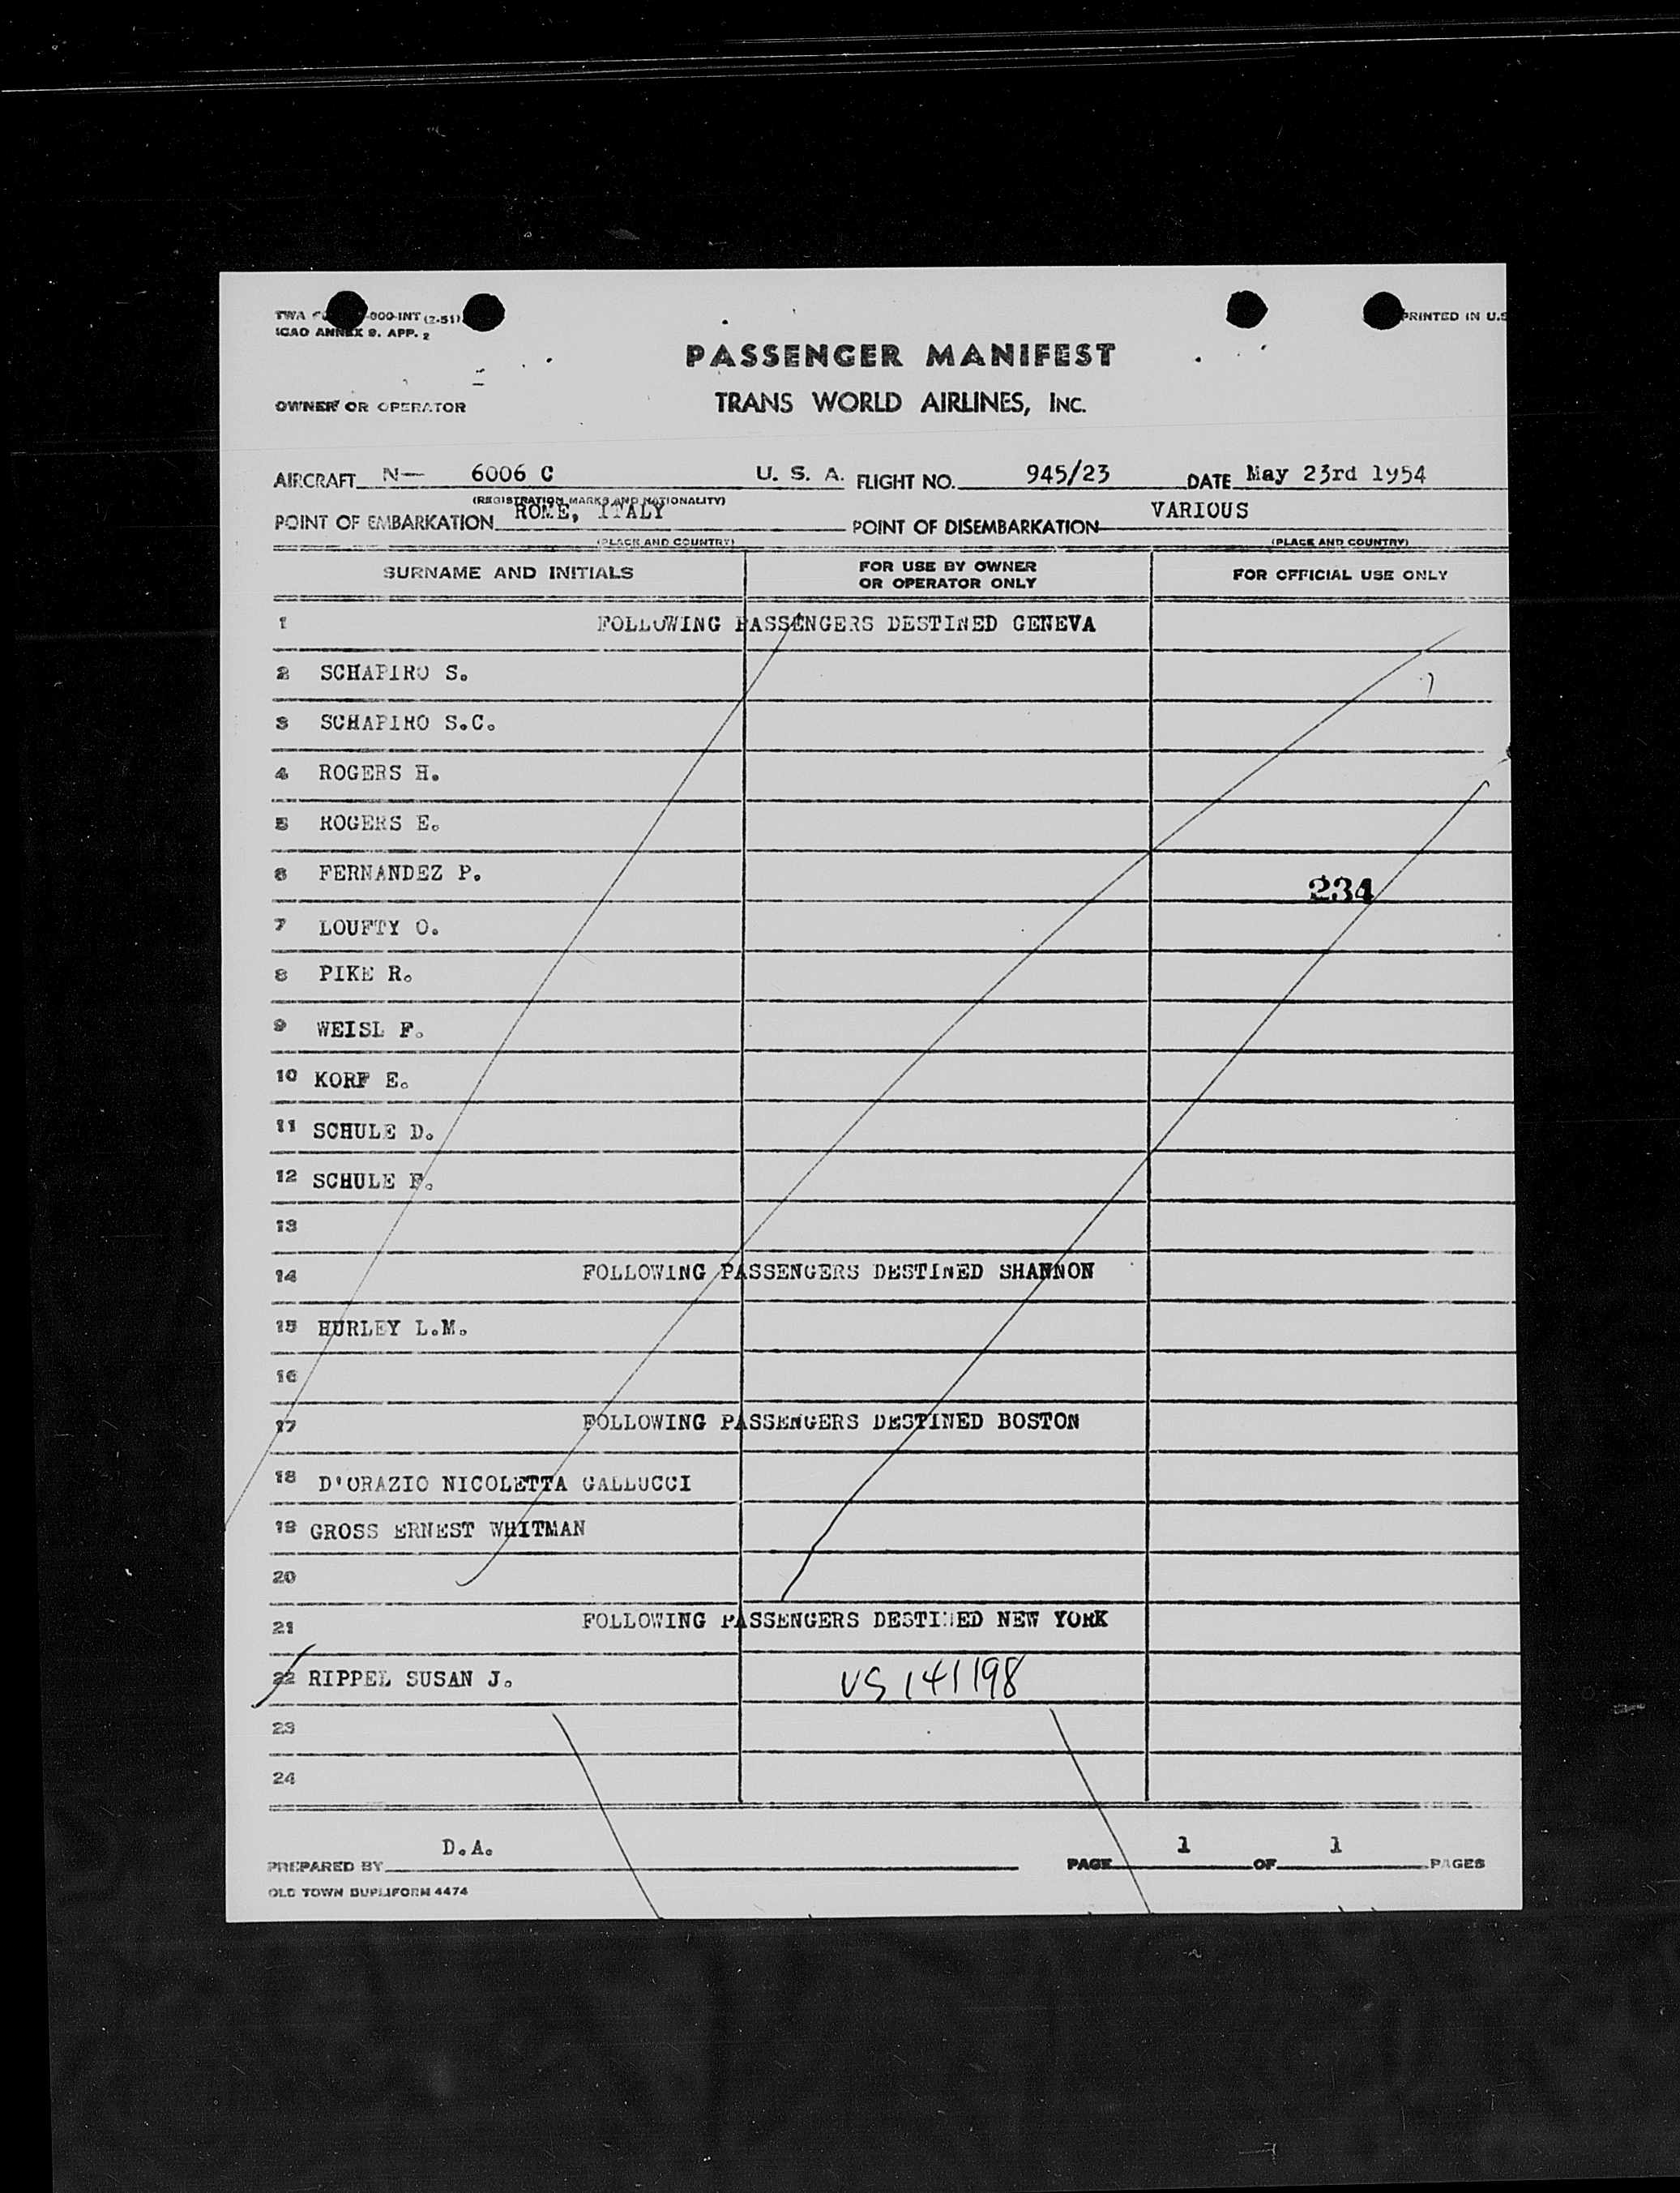 TWA -000-INT (2-51)
PRINTED IN U.S
ICAO ANNEX 9. APP. 2
PASSENGER MANIFEST
OWNER OR OPERATOR
TRANS WORLD AIRLINES, INC.
AIRCRAFT N— 6006 C U. S. A. FLIGHT NO. 945/23 DATE May 23rd 1954
(REGISTRATION MARKS AND NATIONALITY)
POINT OF EMBARKATION ROME, ITALY POINT OF DISEMBARKATION VARIOUS
(PLACE AND COUNTRY) (PLACE AND COUNTRY)
SURNAME AND INITIALS
FOR USE BY OWNER
OR OPERATOR ONLY
FOR OFFICIAL USE ONLY
1 FOLLOWING PASSENGERS DESTINED GENEVA
2 SCHAPIRO S.
3 SCHAPIRO S.C.
4 ROGERS H.
5 ROGERS E.
6 FERNANDEZ P.
234
7 LOUFTY O.
8 PIKE R.
9 WEISL F.
10 KORF E.
11 SCHULE D.
12 SCHULE F.
13
14 FOLLOWING PASSENGERS DESTINED SHANNON
15 HURLEY L.M.
16
17 FOLLOWING PASSENGERS DESTINED BOSTON
18 D'ORAZIO NICOLETTA GALLUCCI
19 GROSS ERNEST WHITMAN
20
21 FOLLOWING PASSENGERS DESTINED NEW YORK
22 RIPPEL SUSAN J. VS 141198
23
24
PREPARED BY D.A. PAGE 1 OF 1 PAGES
OLD TOWN DUPLIFORM 4474